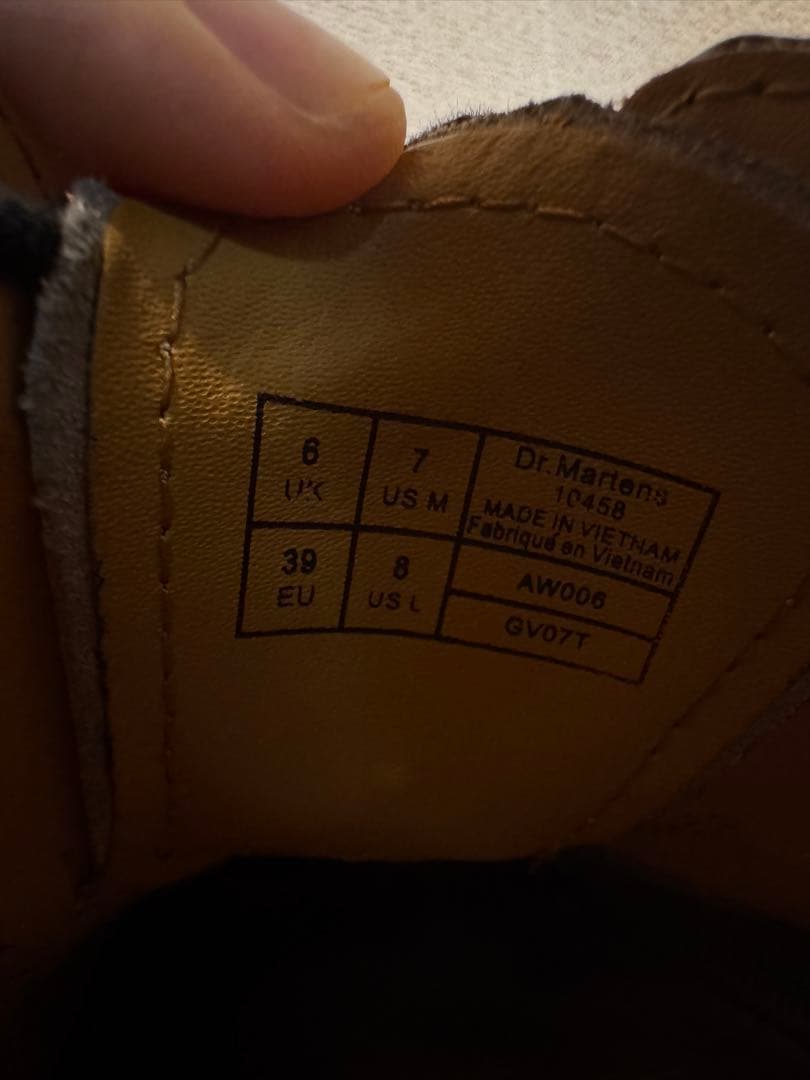 6
UK
7
US M
39
EU
8
US L
Dr.Martens
10458
MADE IN VIETNAM
Fabriqué en Vietnam
AW006
GV07T